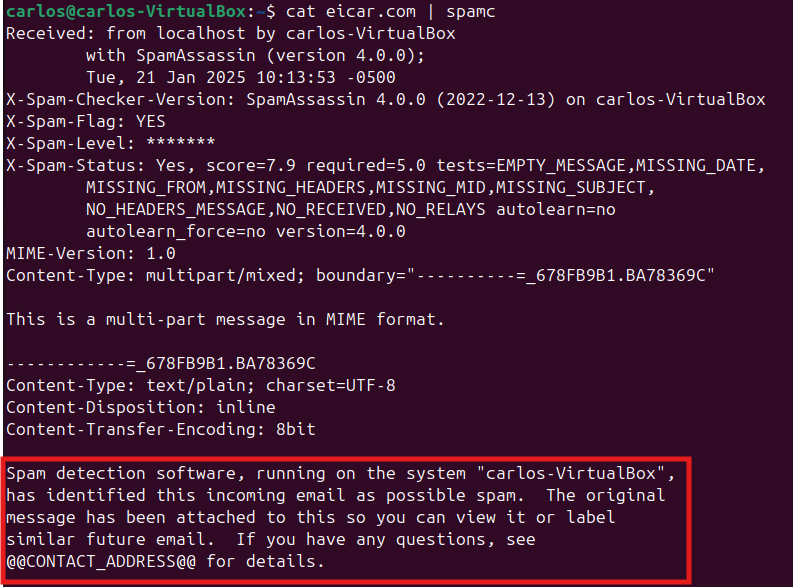 carlos@carlos-VirtualBox:~$ cat eicar.com | spamc
Received: from localhost by carlos-VirtualBox
with SpamAssassin (version 4.0.0);
Tue, 21 Jan 2025 10:13:53 -0500
X-Spam-Checker-Version: SpamAssassin 4.0.0 (2022-12-13) on carlos-VirtualBox
X-Spam-Flag: YES
X-Spam-Level: *******
X-Spam-Status: Yes, score=7.9 required=5.0 tests=EMPTY_MESSAGE,MISSING_DATE,
MISSING_FROM,MISSING_HEADERS,MISSING_MID,MISSING_SUBJECT,
NO_HEADERS_MESSAGE,NO_RECEIVED,NO_RELAYS autolearn=no
autolearn_force=no version=4.0.0
MIME-Version: 1.0
Content-Type: multipart/mixed; boundary="----------=_678FB9B1.BA78369C"
This is a multi-part message in MIME format.
------------=_678FB9B1.BA78369C
Content-Type: text/plain; charset=UTF-8
Content-Disposition: inline
Content-Transfer-Encoding: 8bit
Spam detection software, running on the system "carlos-VirtualBox",
has identified this incoming email as possible spam.  The original
message has been attached to this so you can view it or label
similar future email.  If you have any questions, see
@@CONTACT_ADDRESS@@ for details.